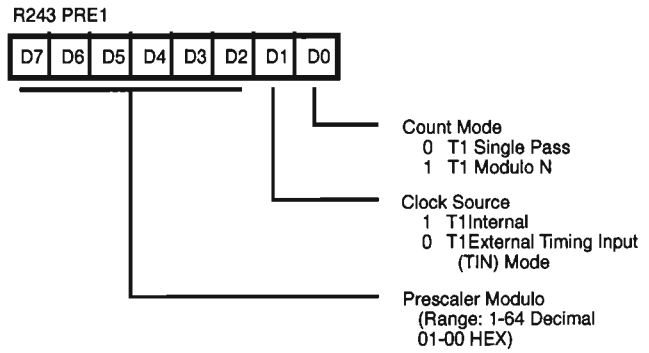 R243 PRE1
D7 D6 D5 D4 D3 D2 D1 D0
Count Mode
0 T1 Single Pass
1 T1 Modulo N
Clock Source
1 T1Internal
0 T1External Timing Input
(TIN) Mode
Prescaler Modulo
(Range: 1-64 Decimal
01-00 HEX)